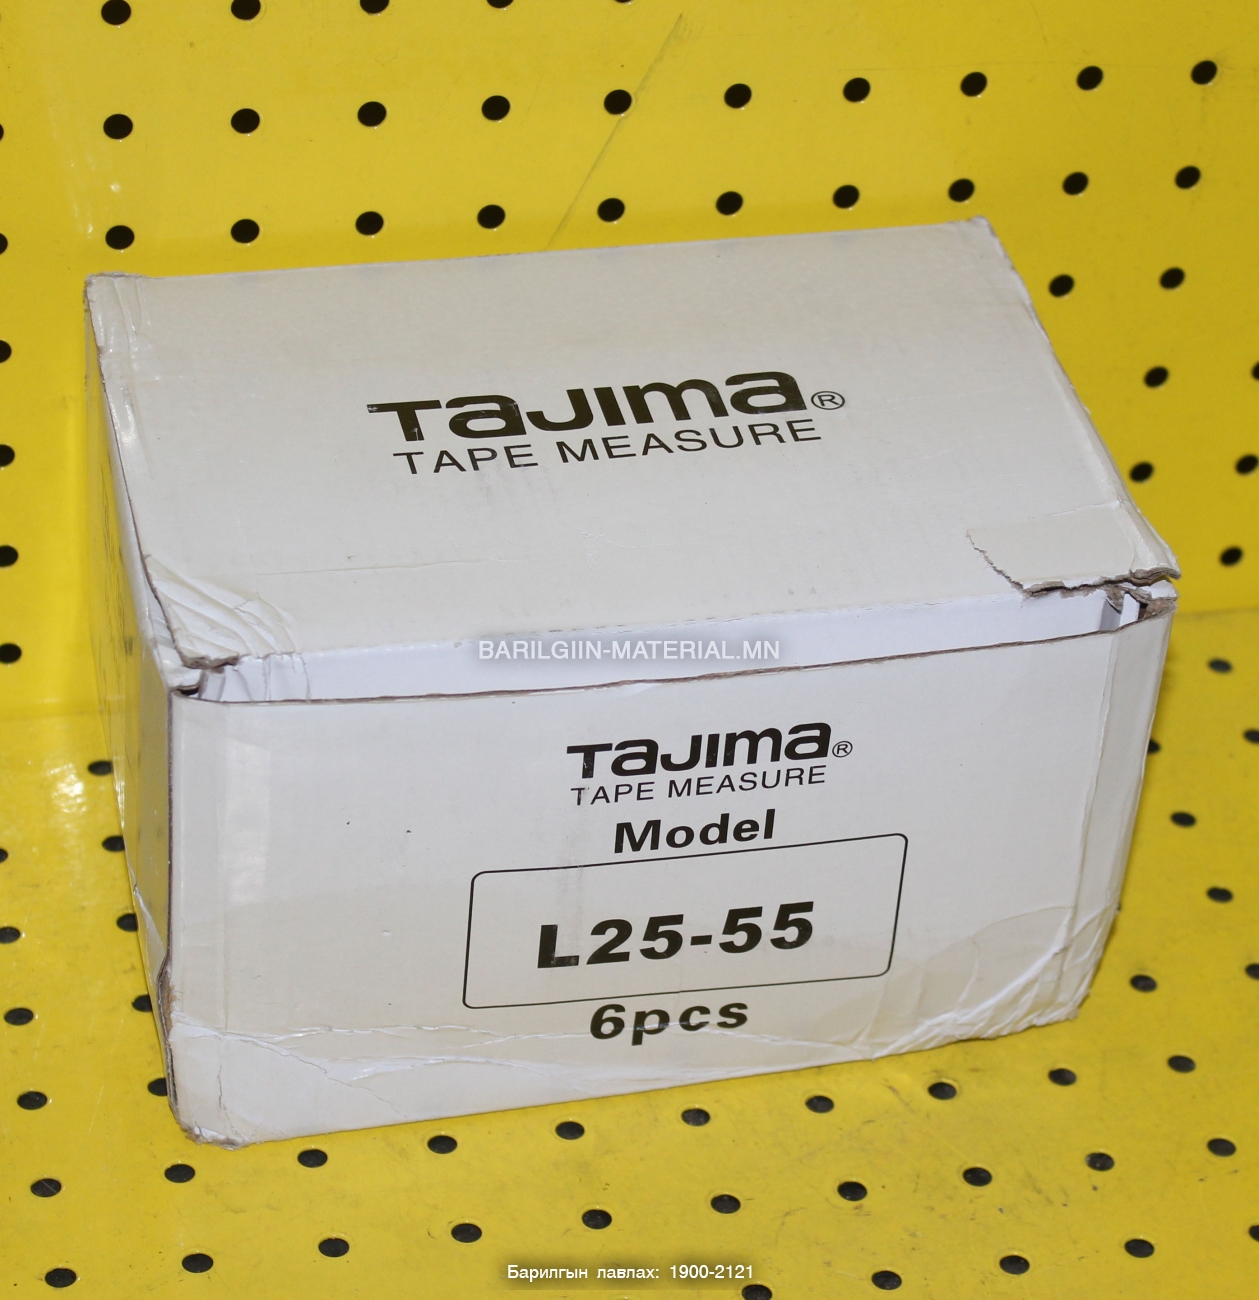 TAJIMA®
TAPE MEASURE
BARILGIIN-MATERIAL.MN
TAJIMA®
TAPE MEASURE
Model
L25-55
6pcs
Барилгын лавлах: 1900-2121